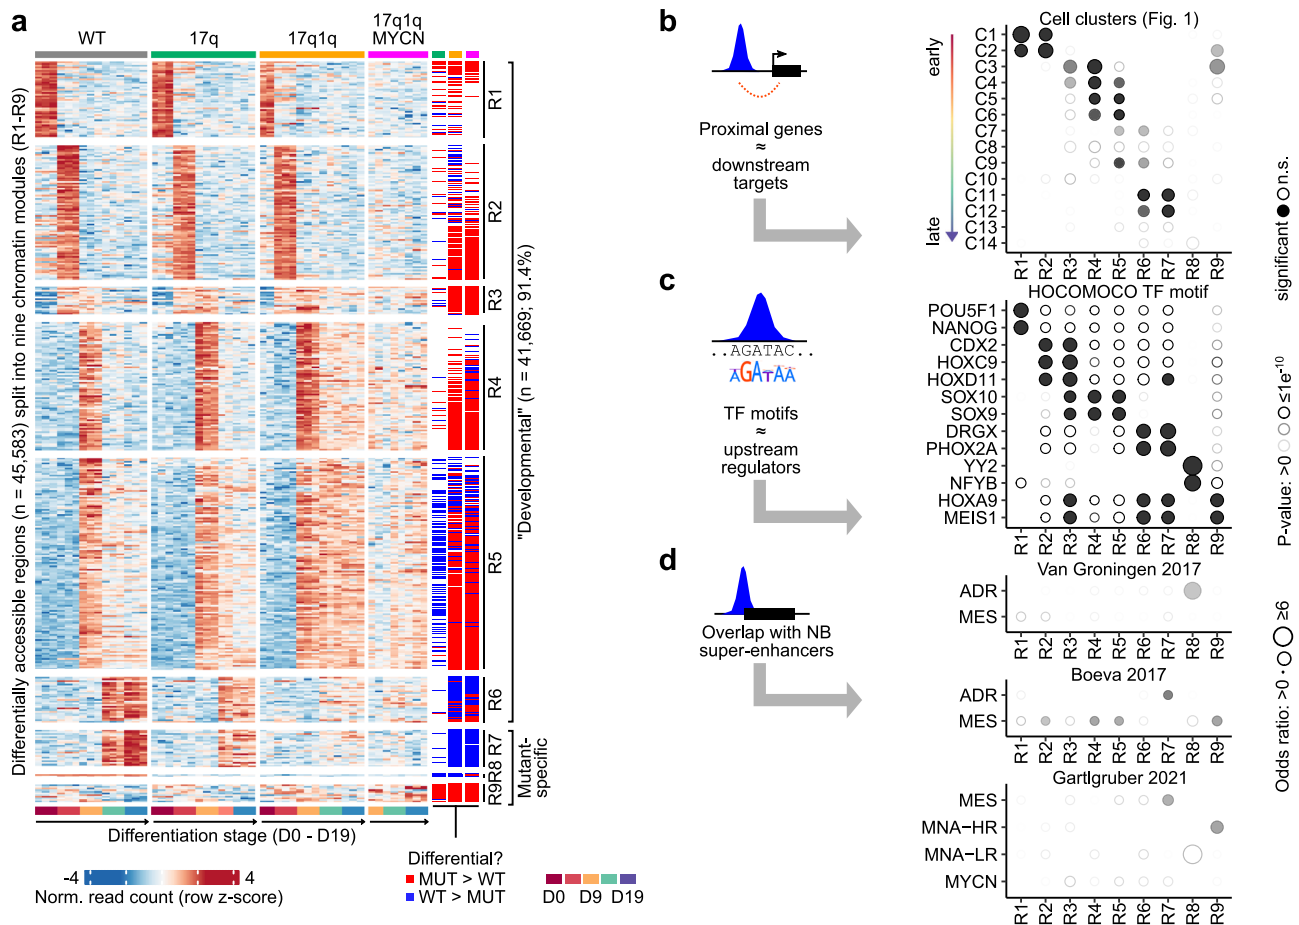 a
WT
17q
17q1q
17q1q
MYCN
Differentially accessible regions (n = 45,583) split into nine chromatin modules (R1-R9)
R1
R2
R3
R4
R5
R6
R7
R8
R9
"Developmental" (n = 41,669; 91.4%)
Mutant-
specific
Differentiation stage (D0 - D19)
-4
4
Norm. read count (row z-score)
Differential?
MUT > WT
WT > MUT
D0
D9
D19
b
Proximal genes
≈
downstream
targets
Cell clusters (Fig. 1)
early
late
C1
C2
C3
C4
C5
C6
C7
C8
C9
C10
C11
C12
C13
C14
R1
R2
R3
R4
R5
R6
R7
R8
R9
c
..AGATAC..
AGATAA
TF motifs
≈
upstream
regulators
HOCOMOCO TF motif
POU5F1
NANOG
CDX2
HOXC9
HOXD11
SOX10
SOX9
DRGX
PHOX2A
YY2
NFYB
HOXA9
MEIS1
R1
R2
R3
R4
R5
R6
R7
R8
R9
d
Overlap with NB
super-enhancers
Van Groningen 2017
ADR
MES
R1
R2
R3
R4
R5
R6
R7
R8
R9
Boeva 2017
ADR
MES
R1
R2
R3
R4
R5
R6
R7
R8
R9
Gartlgruber 2021
MES
MNA−HR
MNA−LR
MYCN
R1
R2
R3
R4
R5
R6
R7
R8
R9
significant n.s.
P-value: >0 ≤1e⁻¹⁰
Odds ratio: >0 ≥6